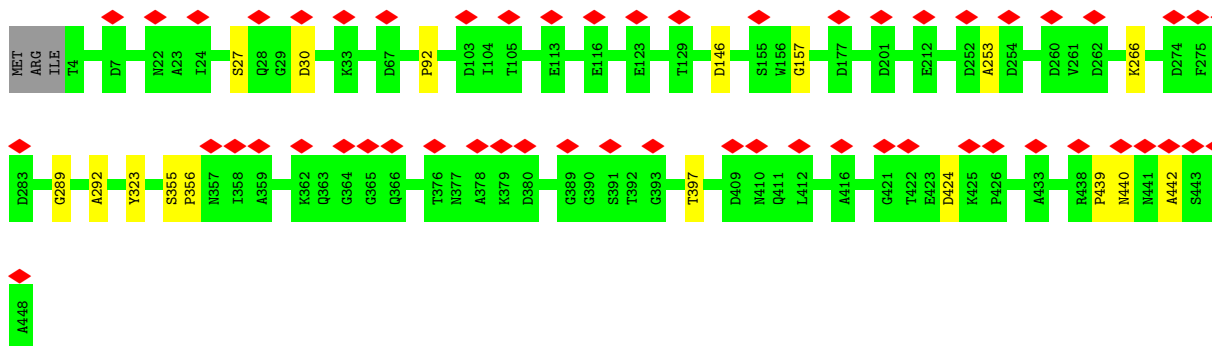 MET ARG ILE T4 D7 N22 A23 I24 S27 Q28 G29 D30 K33 D67 P92 D103 I104 T105 E113 E116 E123 T129 D146 S155 W156 G157 D177 D201 E212 D252 A253 D254 D260 V261 D262 K266 D274 F275
D283 G289 A292 Y323 S355 P356 N357 I358 A359 K362 Q363 G364 G365 Q366 T376 N377 A378 K379 D380 G389 G390 S391 T392 G393 T397 D409 N410 Q411 L412 A416 G421 T422 E423 D424 K425 P426 A433 R438 P439 N440 N441 A442 S443
A448